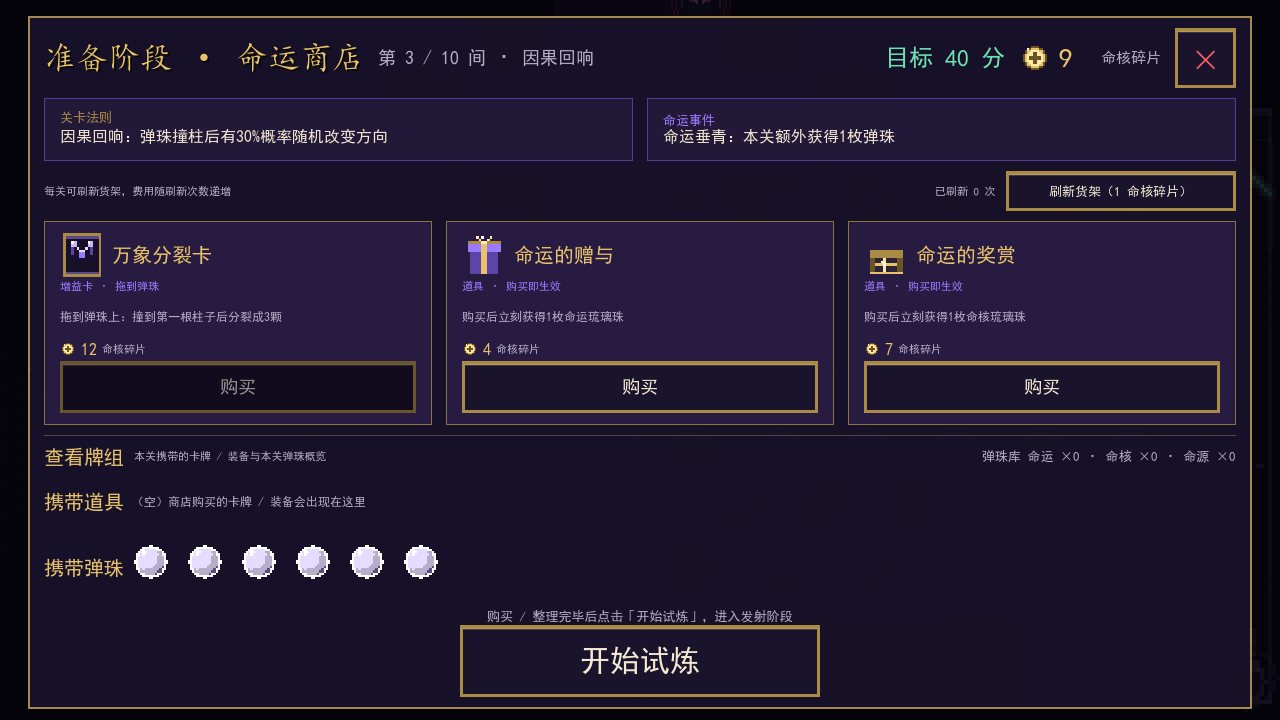 准备阶段 • 命运商店 第 3 / 10 间 · 因果回响 目标 40 分 9 命核碎片
关卡法则
因果回响：弹珠撞柱后有30%概率随机改变方向
命运事件
命运垂青：本关额外获得1枚弹珠
每关可刷新货架，费用随刷新次数递增
已刷新 0 次 刷新货架（1 命核碎片）
万象分裂卡
增益卡 · 拖到弹珠
拖到弹珠上：撞到第一根柱子后分裂成3颗
12 命核碎片
购买
命运的赠与
道具 · 购买即生效
购买后立刻获得1枚命运琉璃珠
4 命核碎片
购买
命运的奖赏
道具 · 购买即生效
购买后立刻获得1枚命核琉璃珠
7 命核碎片
购买
查看牌组 本关携带的卡牌 / 装备与本关弹珠概览
弹珠库 命运 ×0 · 命核 ×0 · 命源 ×0
携带道具 （空）商店购买的卡牌 / 装备会出现在这里
携带弹珠
购买 / 整理完毕后点击「开始试炼」，进入发射阶段
开始试炼